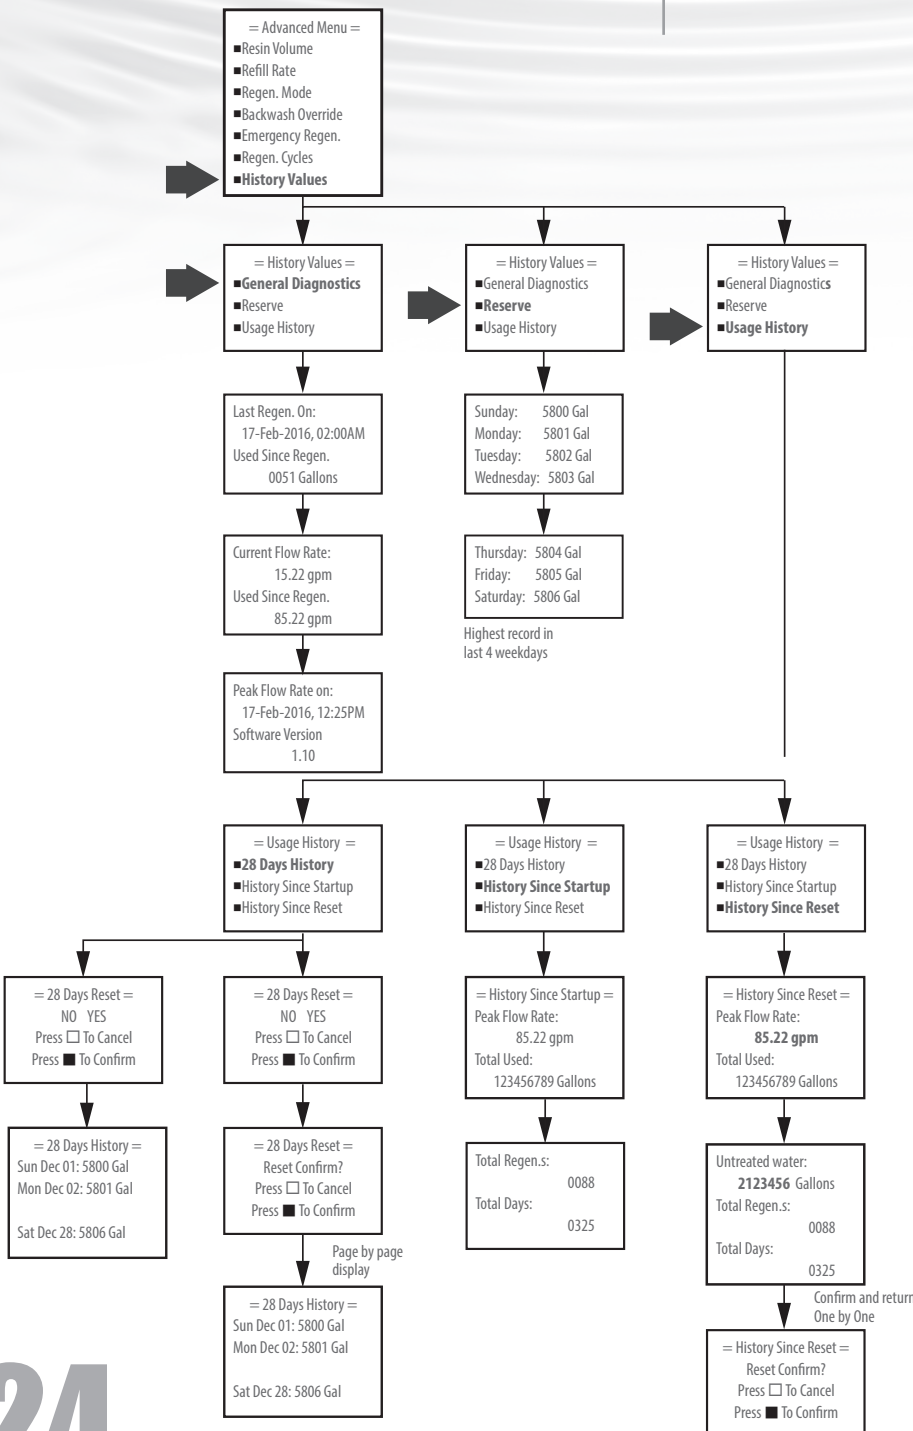 = Advanced Menu =
■Resin Volume
■Refill Rate
■Regen. Mode
■Backwash Override
■Emergency Regen.
■Regen. Cycles
■History Values
= History Values =
■General Diagnostics
■Reserve
■Usage History
= History Values =
■General Diagnostics
■Reserve
■Usage History
= History Values =
■General Diagnostics
■Reserve
■Usage History
Last Regen. On:
17-Feb-2016, 02:00AM
Used Since Regen.
0051 Gallons
Sunday: 5800 Gal
Monday: 5801 Gal
Tuesday: 5802 Gal
Wednesday: 5803 Gal
Current Flow Rate:
15.22 gpm
Used Since Regen.
85.22 gpm
Thursday: 5804 Gal
Friday: 5805 Gal
Saturday: 5806 Gal
Highest record in
last 4 weekdays
Peak Flow Rate on:
17-Feb-2016, 12:25PM
Software Version
1.10
= Usage History =
■28 Days History
■History Since Startup
■History Since Reset
= Usage History =
■28 Days History
■History Since Startup
■History Since Reset
= Usage History =
■28 Days History
■History Since Startup
■History Since Reset
= 28 Days Reset =
NO YES
Press □ To Cancel
Press ■ To Confirm
= 28 Days Reset =
NO YES
Press □ To Cancel
Press ■ To Confirm
= History Since Startup =
Peak Flow Rate:
85.22 gpm
Total Used:
123456789 Gallons
= History Since Reset =
Peak Flow Rate:
85.22 gpm
Total Used:
123456789 Gallons
= 28 Days History =
Sun Dec 01: 5800 Gal
Mon Dec 02: 5801 Gal
Sat Dec 28: 5806 Gal
= 28 Days Reset =
Reset Confirm?
Press □ To Cancel
Press ■ To Confirm
Total Regen.s:
0088
Total Days:
0325
Untreated water:
2123456 Gallons
Total Regen.s:
0088
Total Days:
0325
Page by page
display
Confirm and return
One by One
= 28 Days History =
Sun Dec 01: 5800 Gal
Mon Dec 02: 5801 Gal
Sat Dec 28: 5806 Gal
= History Since Reset =
Reset Confirm?
Press □ To Cancel
Press ■ To Confirm
24